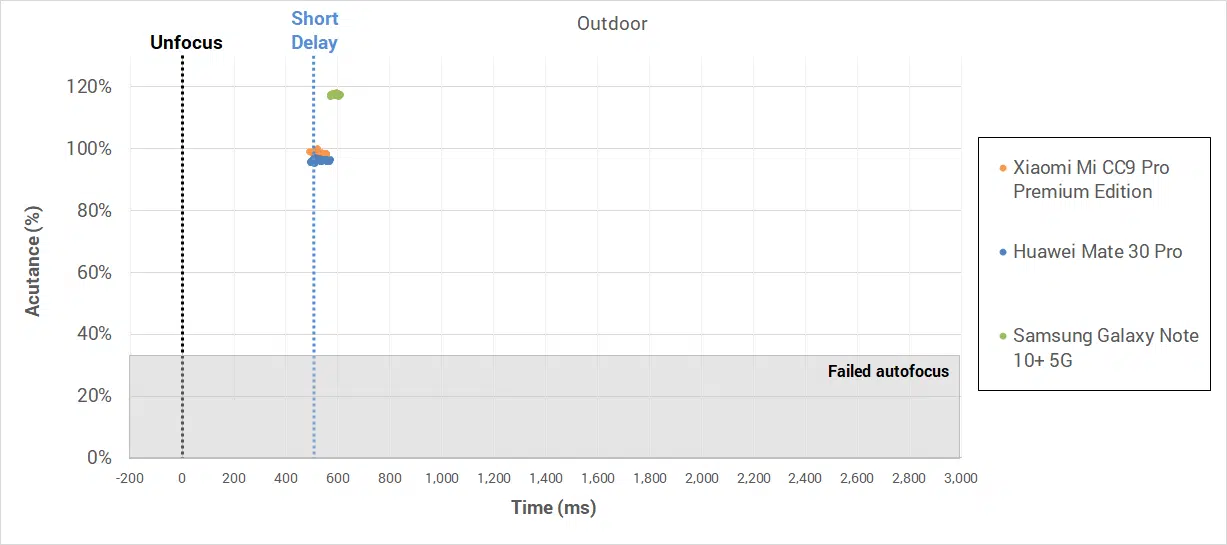 Outdoor
Short
Delay
Unfocus
120%
100%
80%
60%
40%
20%
0%
Acutance (%)
Failed autofocus
-200
0
200
400
600
800
1,000
1,200
1,400
1,600
1,800
2,000
2,200
2,400
2,600
2,800
3,000
Time (ms)
Xiaomi Mi CC9 Pro
Premium Edition
Huawei Mate 30 Pro
Samsung Galaxy Note
10+ 5G